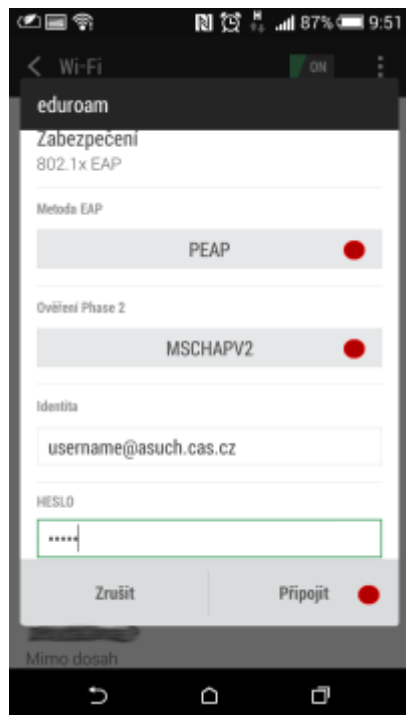 H
87%
9:51
Wi-Fi
ON
eduroam
Zabezpečení
802.1x EAP
Metoda EAP
PEAP
Ověření Phase 2
MSCHAPV2
Identita
username@asuch.cas.cz
HESLO
•••••
Zrušit
Připojit
Mimo dosah